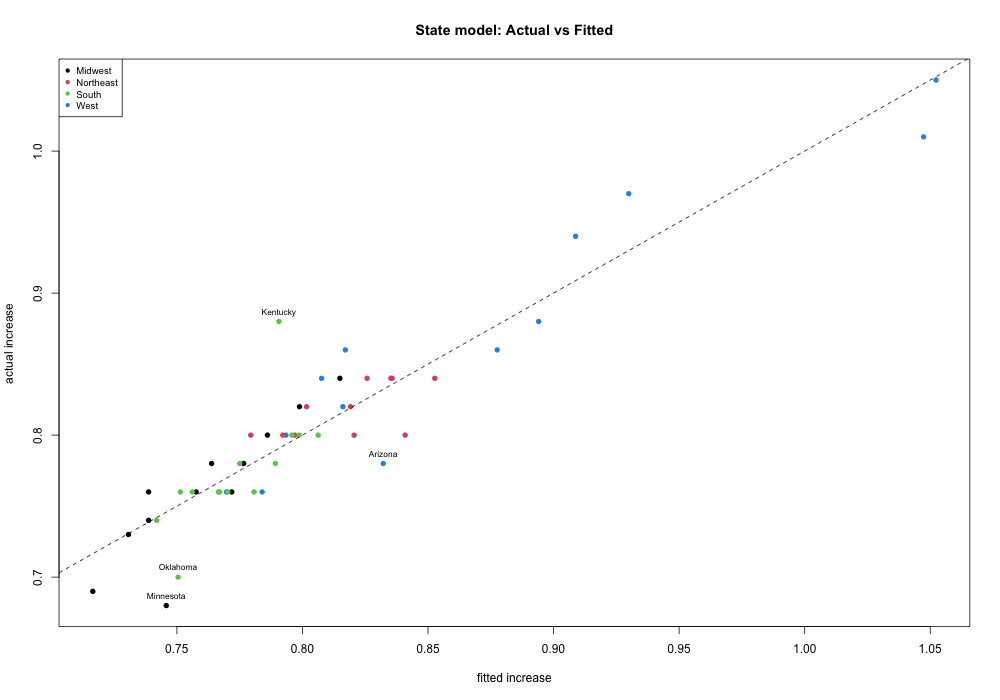 State model: Actual vs Fitted
Midwest
Northeast
South
West
1.0
0.9
0.8
0.7
actual increase
Kentucky
Arizona
Oklahoma
Minnesota
0.75
0.80
0.85
0.90
0.95
1.00
1.05
fitted increase